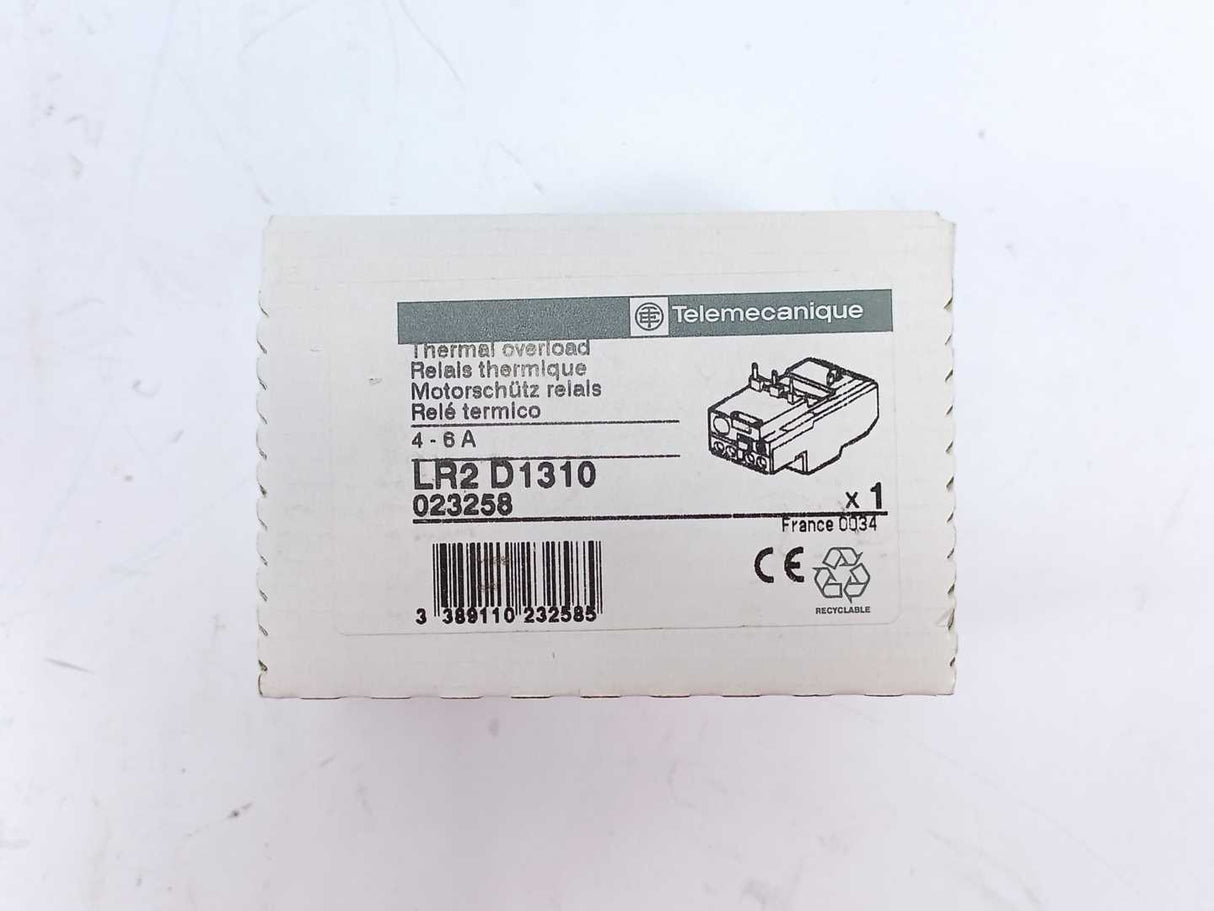 Telemecanique
Thermal overload
Relais thermique
Motorschütz relais
Relé termico
4 - 6 A
LR2 D1310
023258
x 1
France 0034
CE
RECYCLABLE
3 389110 232585